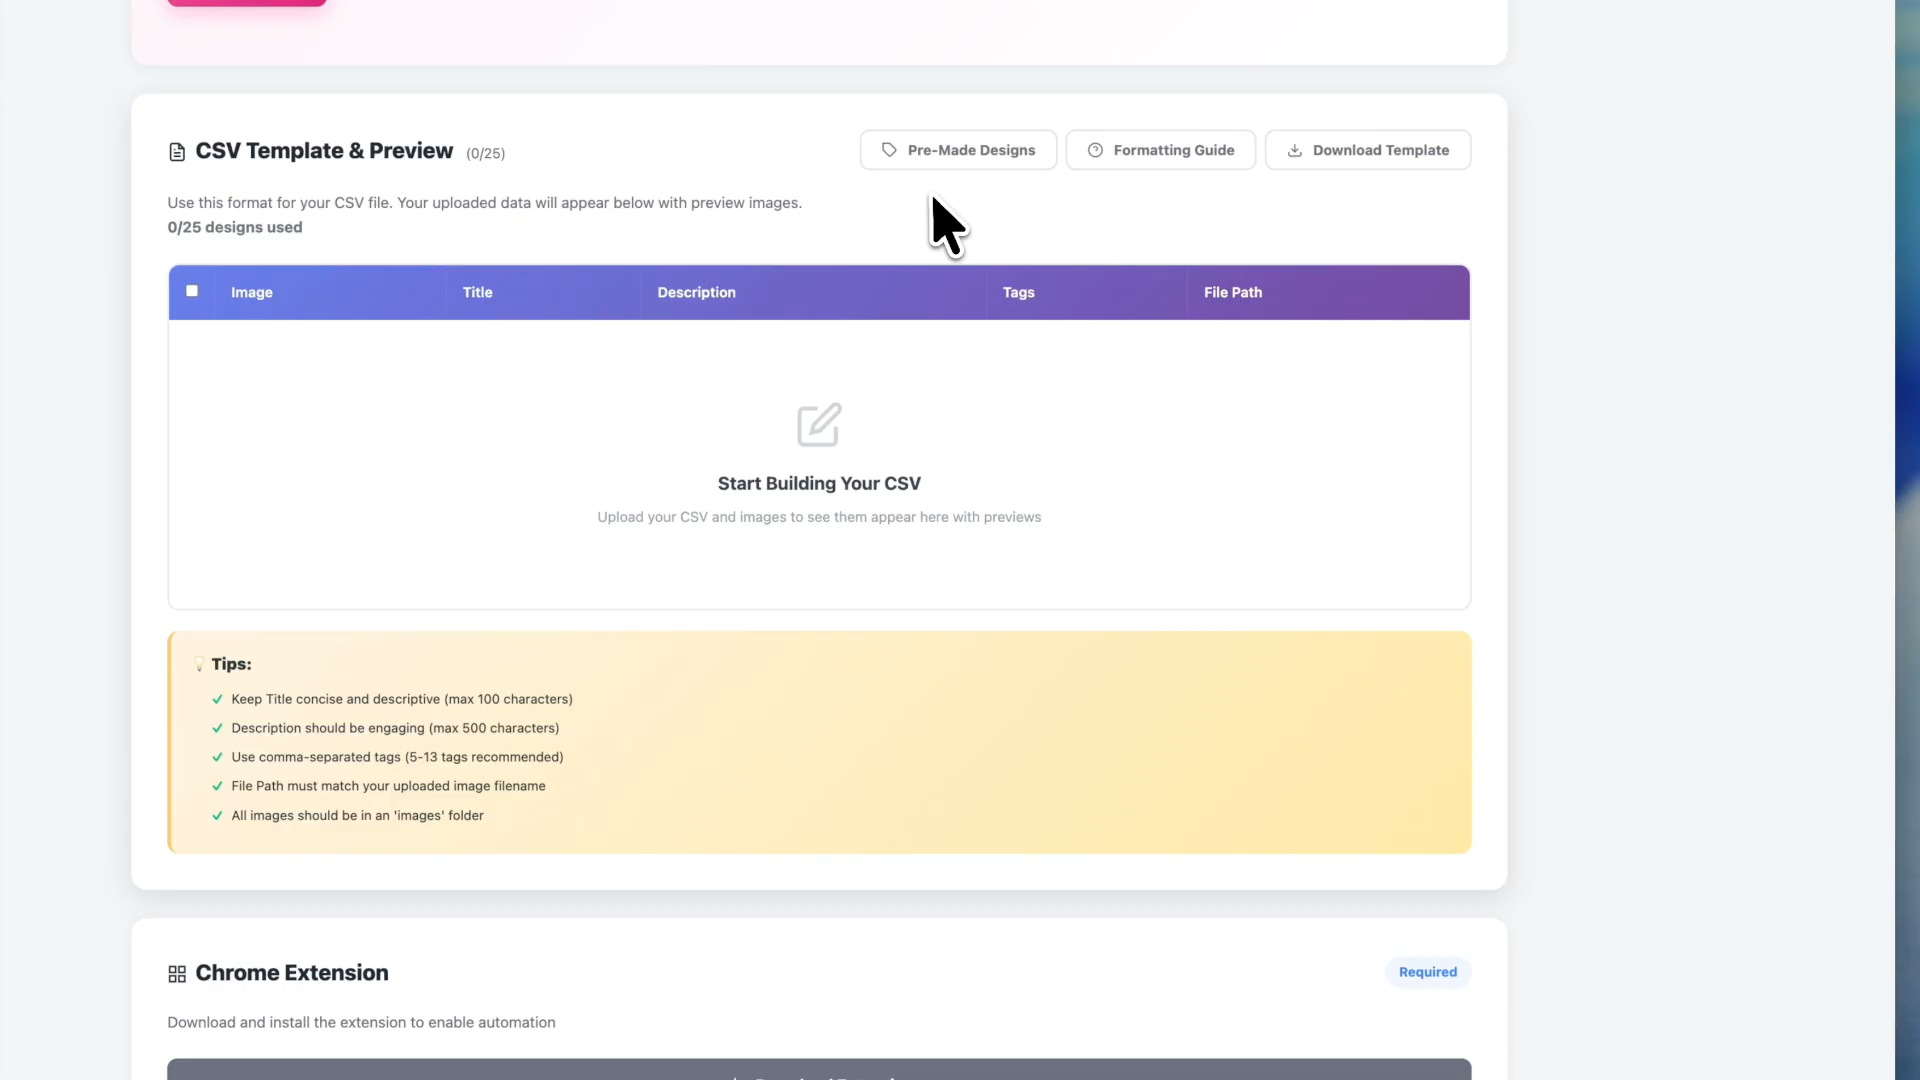 CSV Template & Preview (0/25)
Pre-Made Designs
Formatting Guide
Download Template
Use this format for your CSV file. Your uploaded data will appear below with preview images.
0/25 designs used
Image Title Description Tags File Path
Start Building Your CSV
Upload your CSV and images to see them appear here with previews
Tips:
Keep Title concise and descriptive (max 100 characters)
Description should be engaging (max 500 characters)
Use comma-separated tags (5-13 tags recommended)
File Path must match your uploaded image filename
All images should be in an 'images' folder
Chrome Extension
Required
Download and install the extension to enable automation